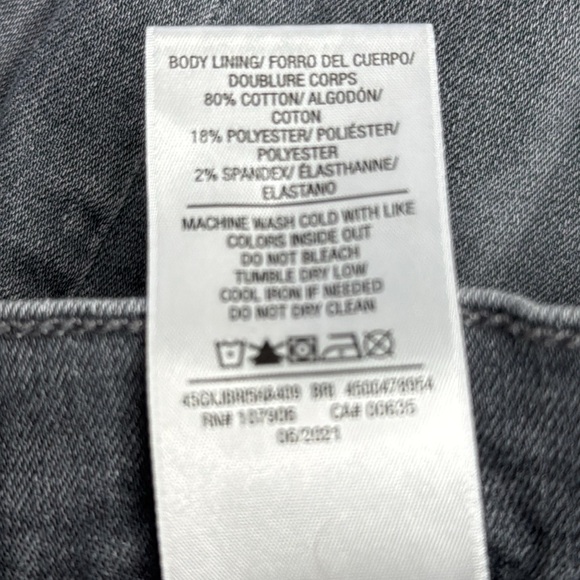 BODY LINING/ FORRO DEL CUERPO/
DOUBLURE CORPS
80% COTTON/ ALGODÓN/
COTON
18% POLYESTER/ POLIÉSTER/
POLYESTER
2% SPANDEX/ ÉLASTHANNE/
ELASTANO
MACHINE WASH COLD WITH LIKE
COLORS INSIDE OUT
DO NOT BLEACH
TUMBLE DRY LOW
COOL IRON IF NEEDED
DO NOT DRY CLEAN
RN# 187906 CA# 00635
06/2021